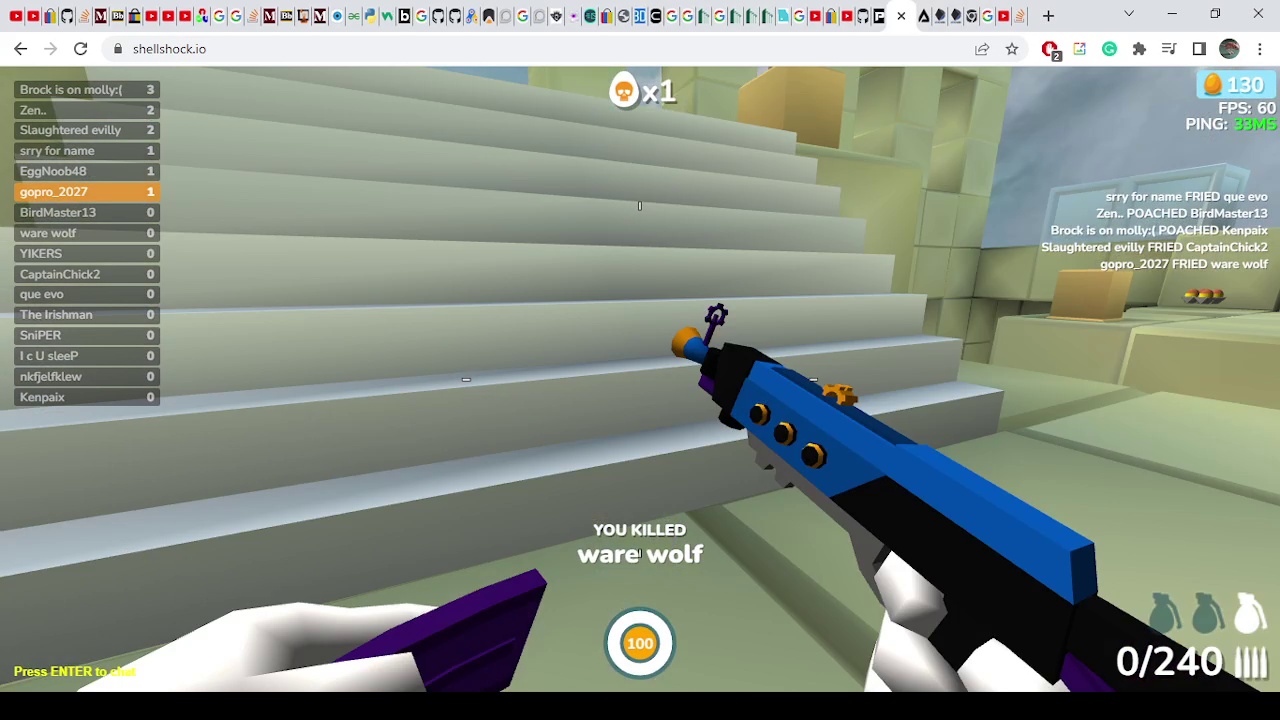 shellshock.io
2
Brock is on molly:( 3
Zen.. 2
Slaughtered evilly 2
srry for name 1
EggNoob48 1
gopro_2027 1
BirdMaster13 0
ware wolf 0
YIKERS 0
CaptainChick2 0
que evo 0
The Irishman 0
SniPER 0
I c U sleeP 0
nkfjelfklew 0
Kenpaix 0
x1
130
FPS: 60
PING: 33MS
srry for name FRIED que evo
Zen.. POACHED BirdMaster13
Brock is on molly:( POACHED Kenpaix
Slaughtered evilly FRIED CaptainChick2
gopro_2027 FRIED ware wolf
YOU KILLED
ware wolf
100
Press ENTER to chat
0/240